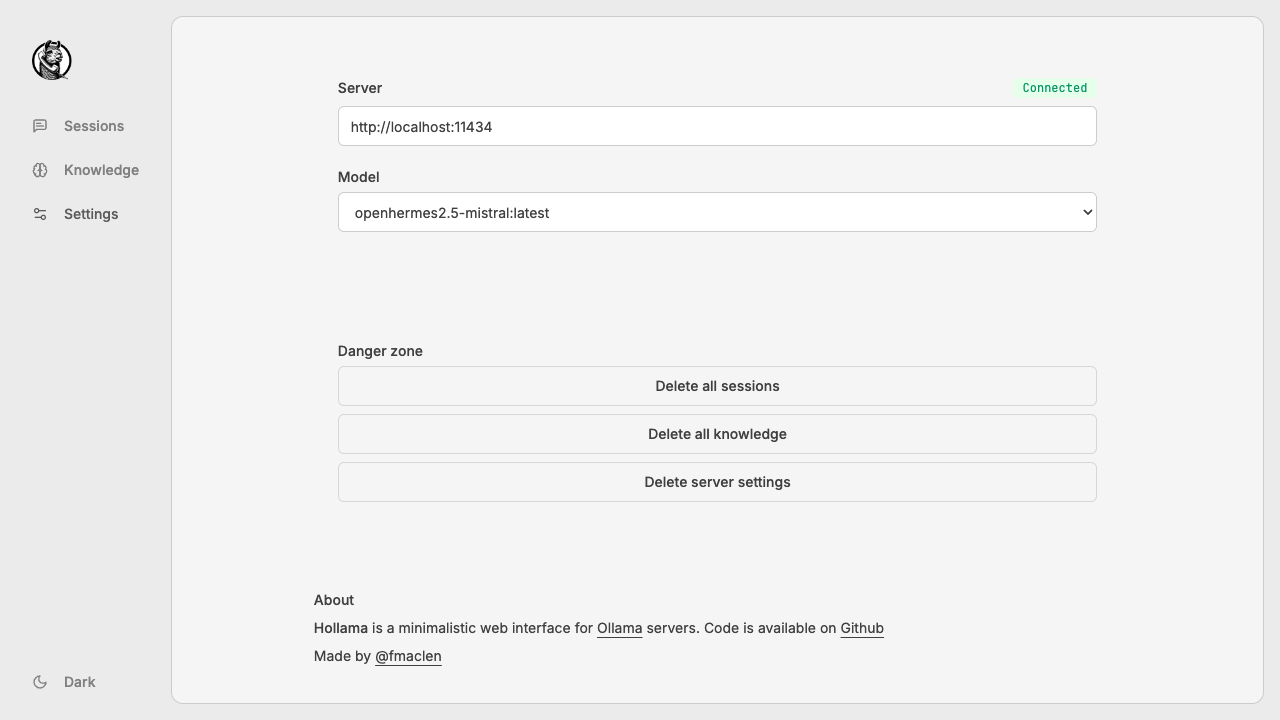 Sessions
Knowledge
Settings
Dark
Server
Connected
http://localhost:11434
Model
openhermes2.5-mistral:latest
Danger zone
Delete all sessions
Delete all knowledge
Delete server settings
About
Hollama is a minimalistic web interface for Ollama servers. Code is available on Github
Made by @fmaclen